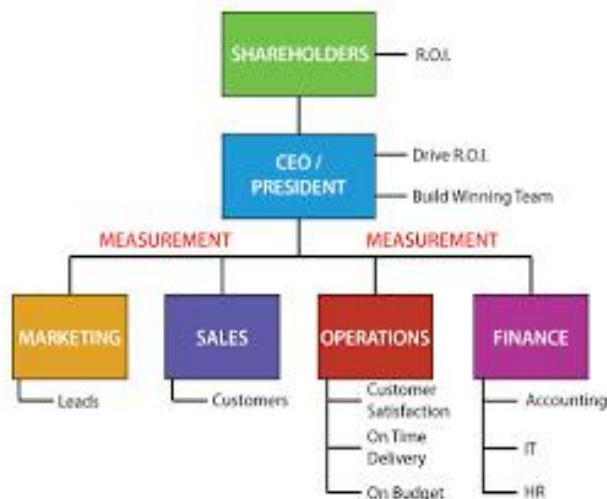 SHAREHOLDERS
R.O.I.
CEO /
PRESIDENT
Drive R.O.I.
Build Winning Team
MEASUREMENT
MEASUREMENT
MARKETING
SALES
OPERATIONS
FINANCE
Leads
Customers
Customer
Satisfaction
On Time
Delivery
On Budget
Accounting
IT
HR